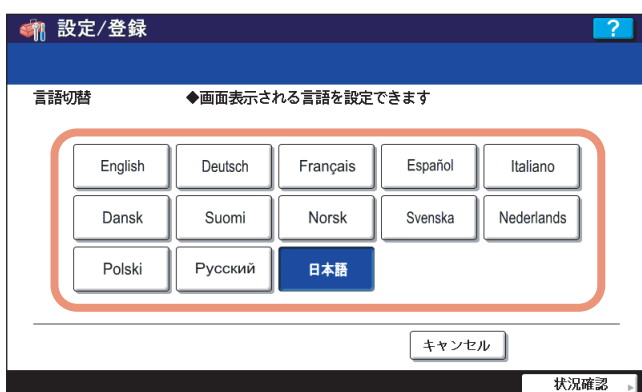 設定/登録 ?
言語切替 ◆画面表示される言語を設定できます
English Deutsch Français Español Italiano
Dansk Suomi Norsk Svenska Nederlands
Polski Русский 日本語
キャンセル
状況確認